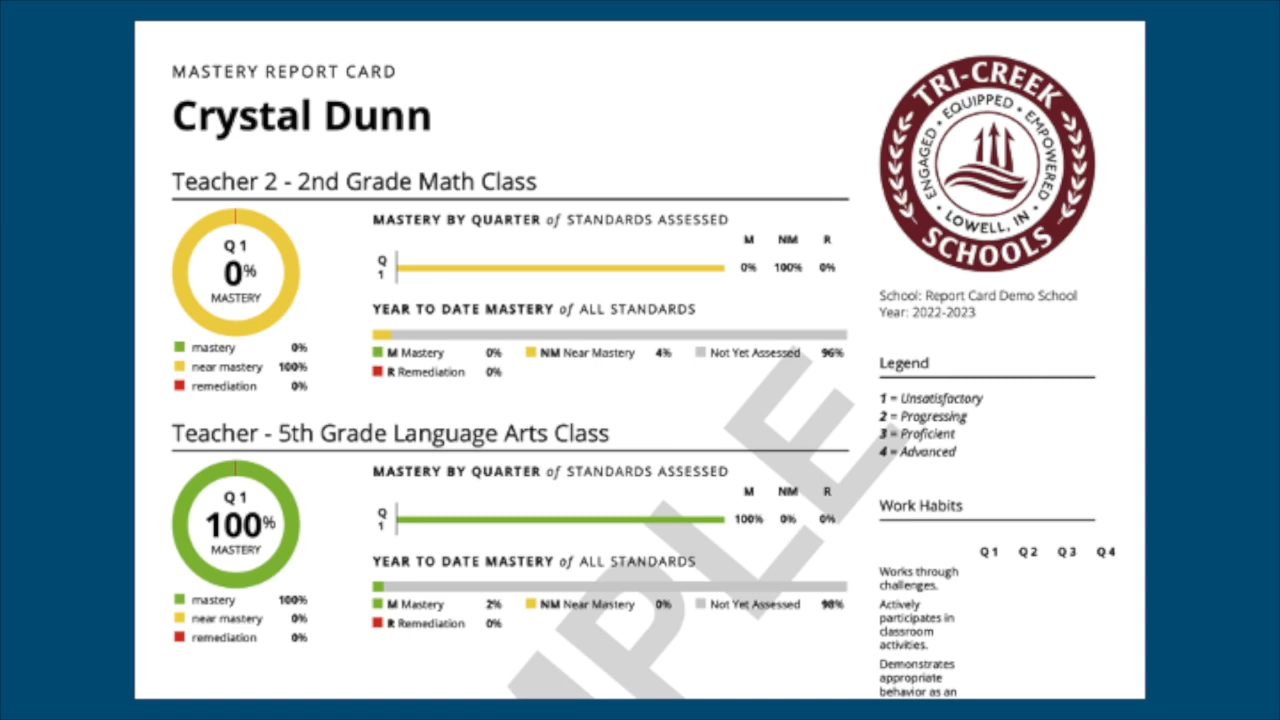 MASTERY REPORT CARD
Crystal Dunn
Teacher 2 - 2nd Grade Math Class
Q 1
0%
MASTERY
mastery 0%
near mastery 100%
remediation 0%
MASTERY BY QUARTER of STANDARDS ASSESSED
M NM R
Q
1
0% 100% 0%
YEAR TO DATE MASTERY of ALL STANDARDS
M Mastery 0% NM Near Mastery 4% Not Yet Assessed 96%
R Remediation 0%
Teacher - 5th Grade Language Arts Class
Q 1
100%
MASTERY
mastery 100%
near mastery 0%
remediation 0%
MASTERY BY QUARTER of STANDARDS ASSESSED
M NM R
Q
1
100% 0% 0%
YEAR TO DATE MASTERY of ALL STANDARDS
M Mastery 2% NM Near Mastery 0% Not Yet Assessed 98%
R Remediation 0%
MPLE
TRI-CREEK
ENGAGED • EQUIPPED • EMPOWERED
• LOWELL, IN •
SCHOOLS
School: Report Card Demo School
Year: 2022-2023
Legend
1 = Unsatisfactory
2 = Progressing
3 = Proficient
4 = Advanced
Work Habits
Q 1 Q 2 Q 3 Q 4
Works through
challenges.
Actively
participates in
classroom
activities.
Demonstrates
appropriate
behavior as an